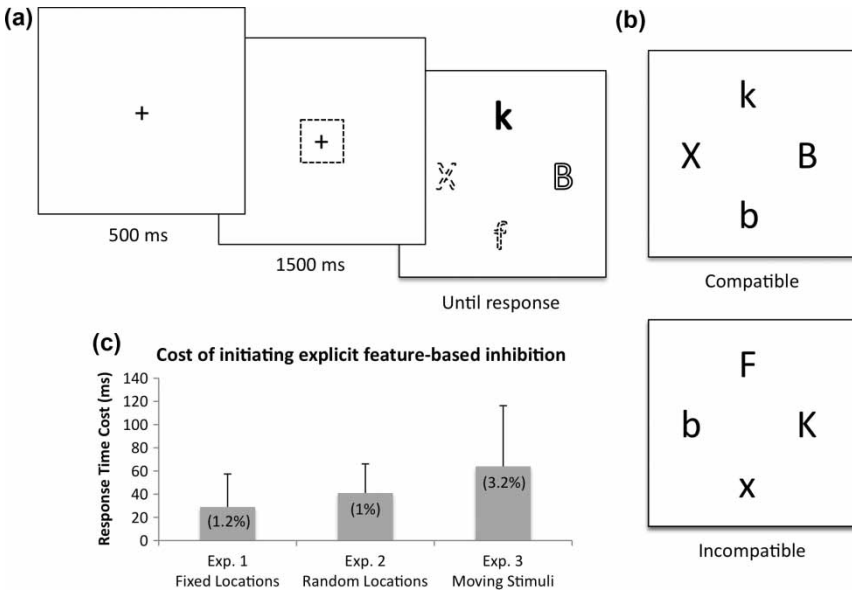 (a)
+
500 ms
+
1500 ms
k
X B
f
Until response
(b)
k
X B
b
Compatible
F
b K
x
Incompatible
(c)
Cost of initiating explicit feature-based inhibition
Response Time Cost (ms)
140
120
100
80
60
40
20
0
(1.2%)
(1%)
(3.2%)
Exp. 1
Fixed Locations
Exp. 2
Random Locations
Exp. 3
Moving Stimuli